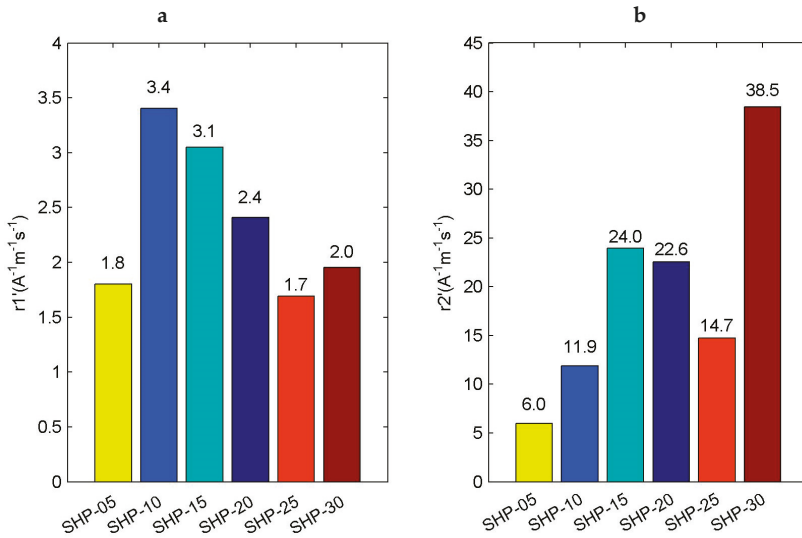 a
4
3.5
3
2.5
2
1.5
1
0.5
0
r1'(A⁻¹m⁻¹s⁻¹)
1.8
3.4
3.1
2.4
1.7
2.0
SHP-05
SHP-10
SHP-15
SHP-20
SHP-25
SHP-30
b
45
40
35
30
25
20
15
10
5
0
r2'(A⁻¹m⁻¹s⁻¹)
6.0
11.9
24.0
22.6
14.7
38.5
SHP-05
SHP-10
SHP-15
SHP-20
SHP-25
SHP-30